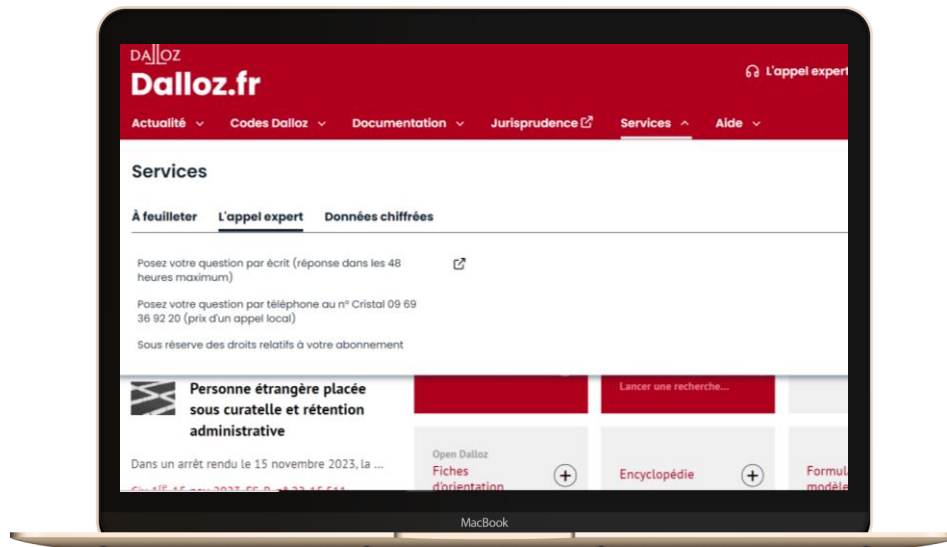 DALLOZ
Dalloz.fr
L'appel expert
Actualité
Codes Dalloz
Documentation
Jurisprudence
Services
Aide
Services
À feuilleter
L'appel expert
Données chiffrées
Posez votre question par écrit (réponse dans les 48
heures maximum)
Posez votre question par téléphone au n° Cristal 09 69
36 92 20 (prix d'un appel local)
Sous réserve des droits relatifs à votre abonnement
Personne étrangère placée
sous curatelle et rétention
administrative
Dans un arrêt rendu le 15 novembre 2023, la ...
Lancer une recherche...
Open Dalloz
Fiches
d'orientation
Encyclopédie
MacBook